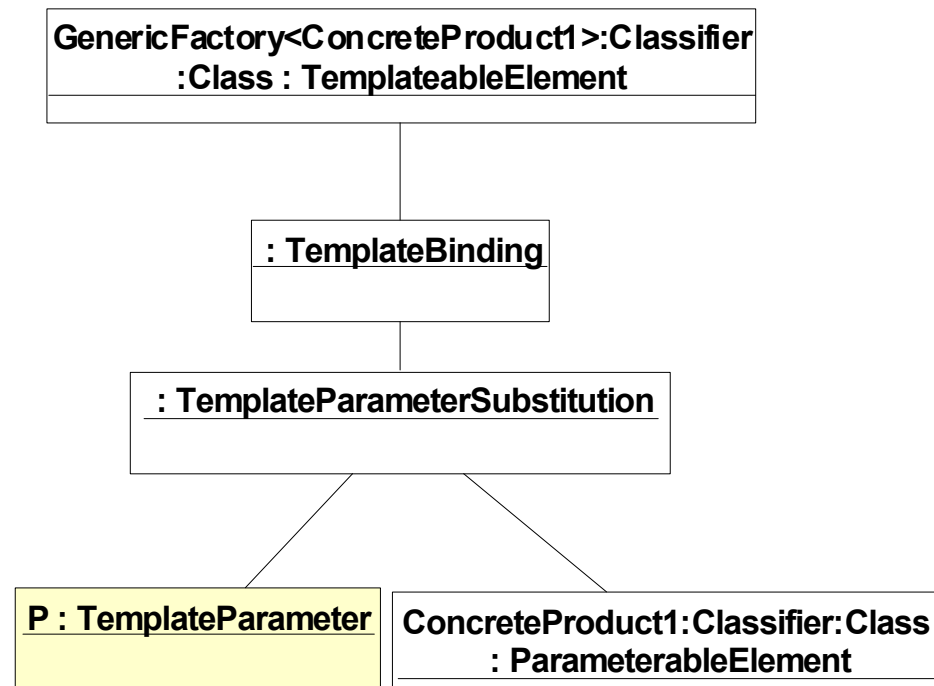 GenericFactory<ConcreteProduct1>:Classifier
:Class : TemplateableElement
: TemplateBinding
: TemplateParameterSubstitution
P : TemplateParameter
ConcreteProduct1:Classifier:Class
: ParameterableElement